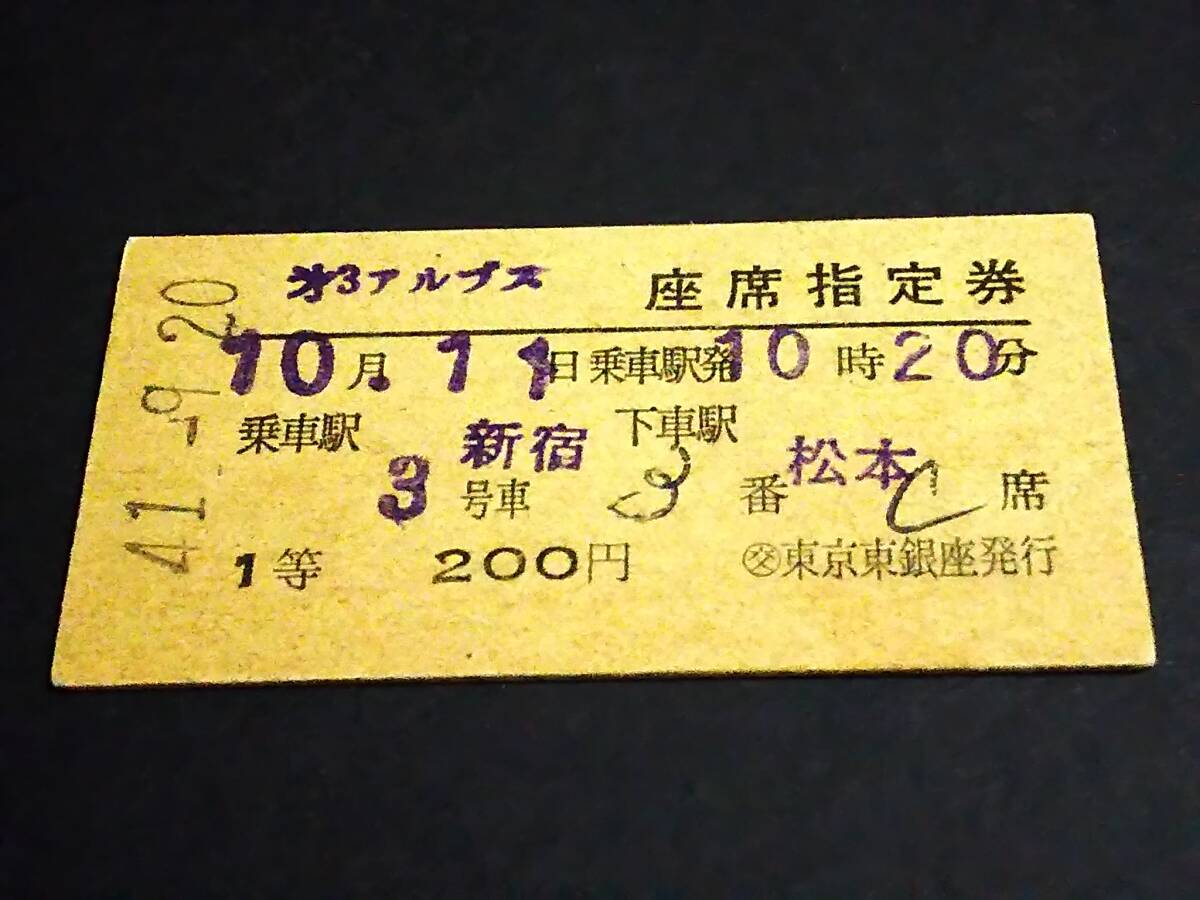 才3アルプス 座席指定券
10月11日乗車駅発10時20分
乗車駅 新宿 下車駅 松本
3号車 3番 C席
1等 200円 ㊋東京東銀座発行
41.-9.20